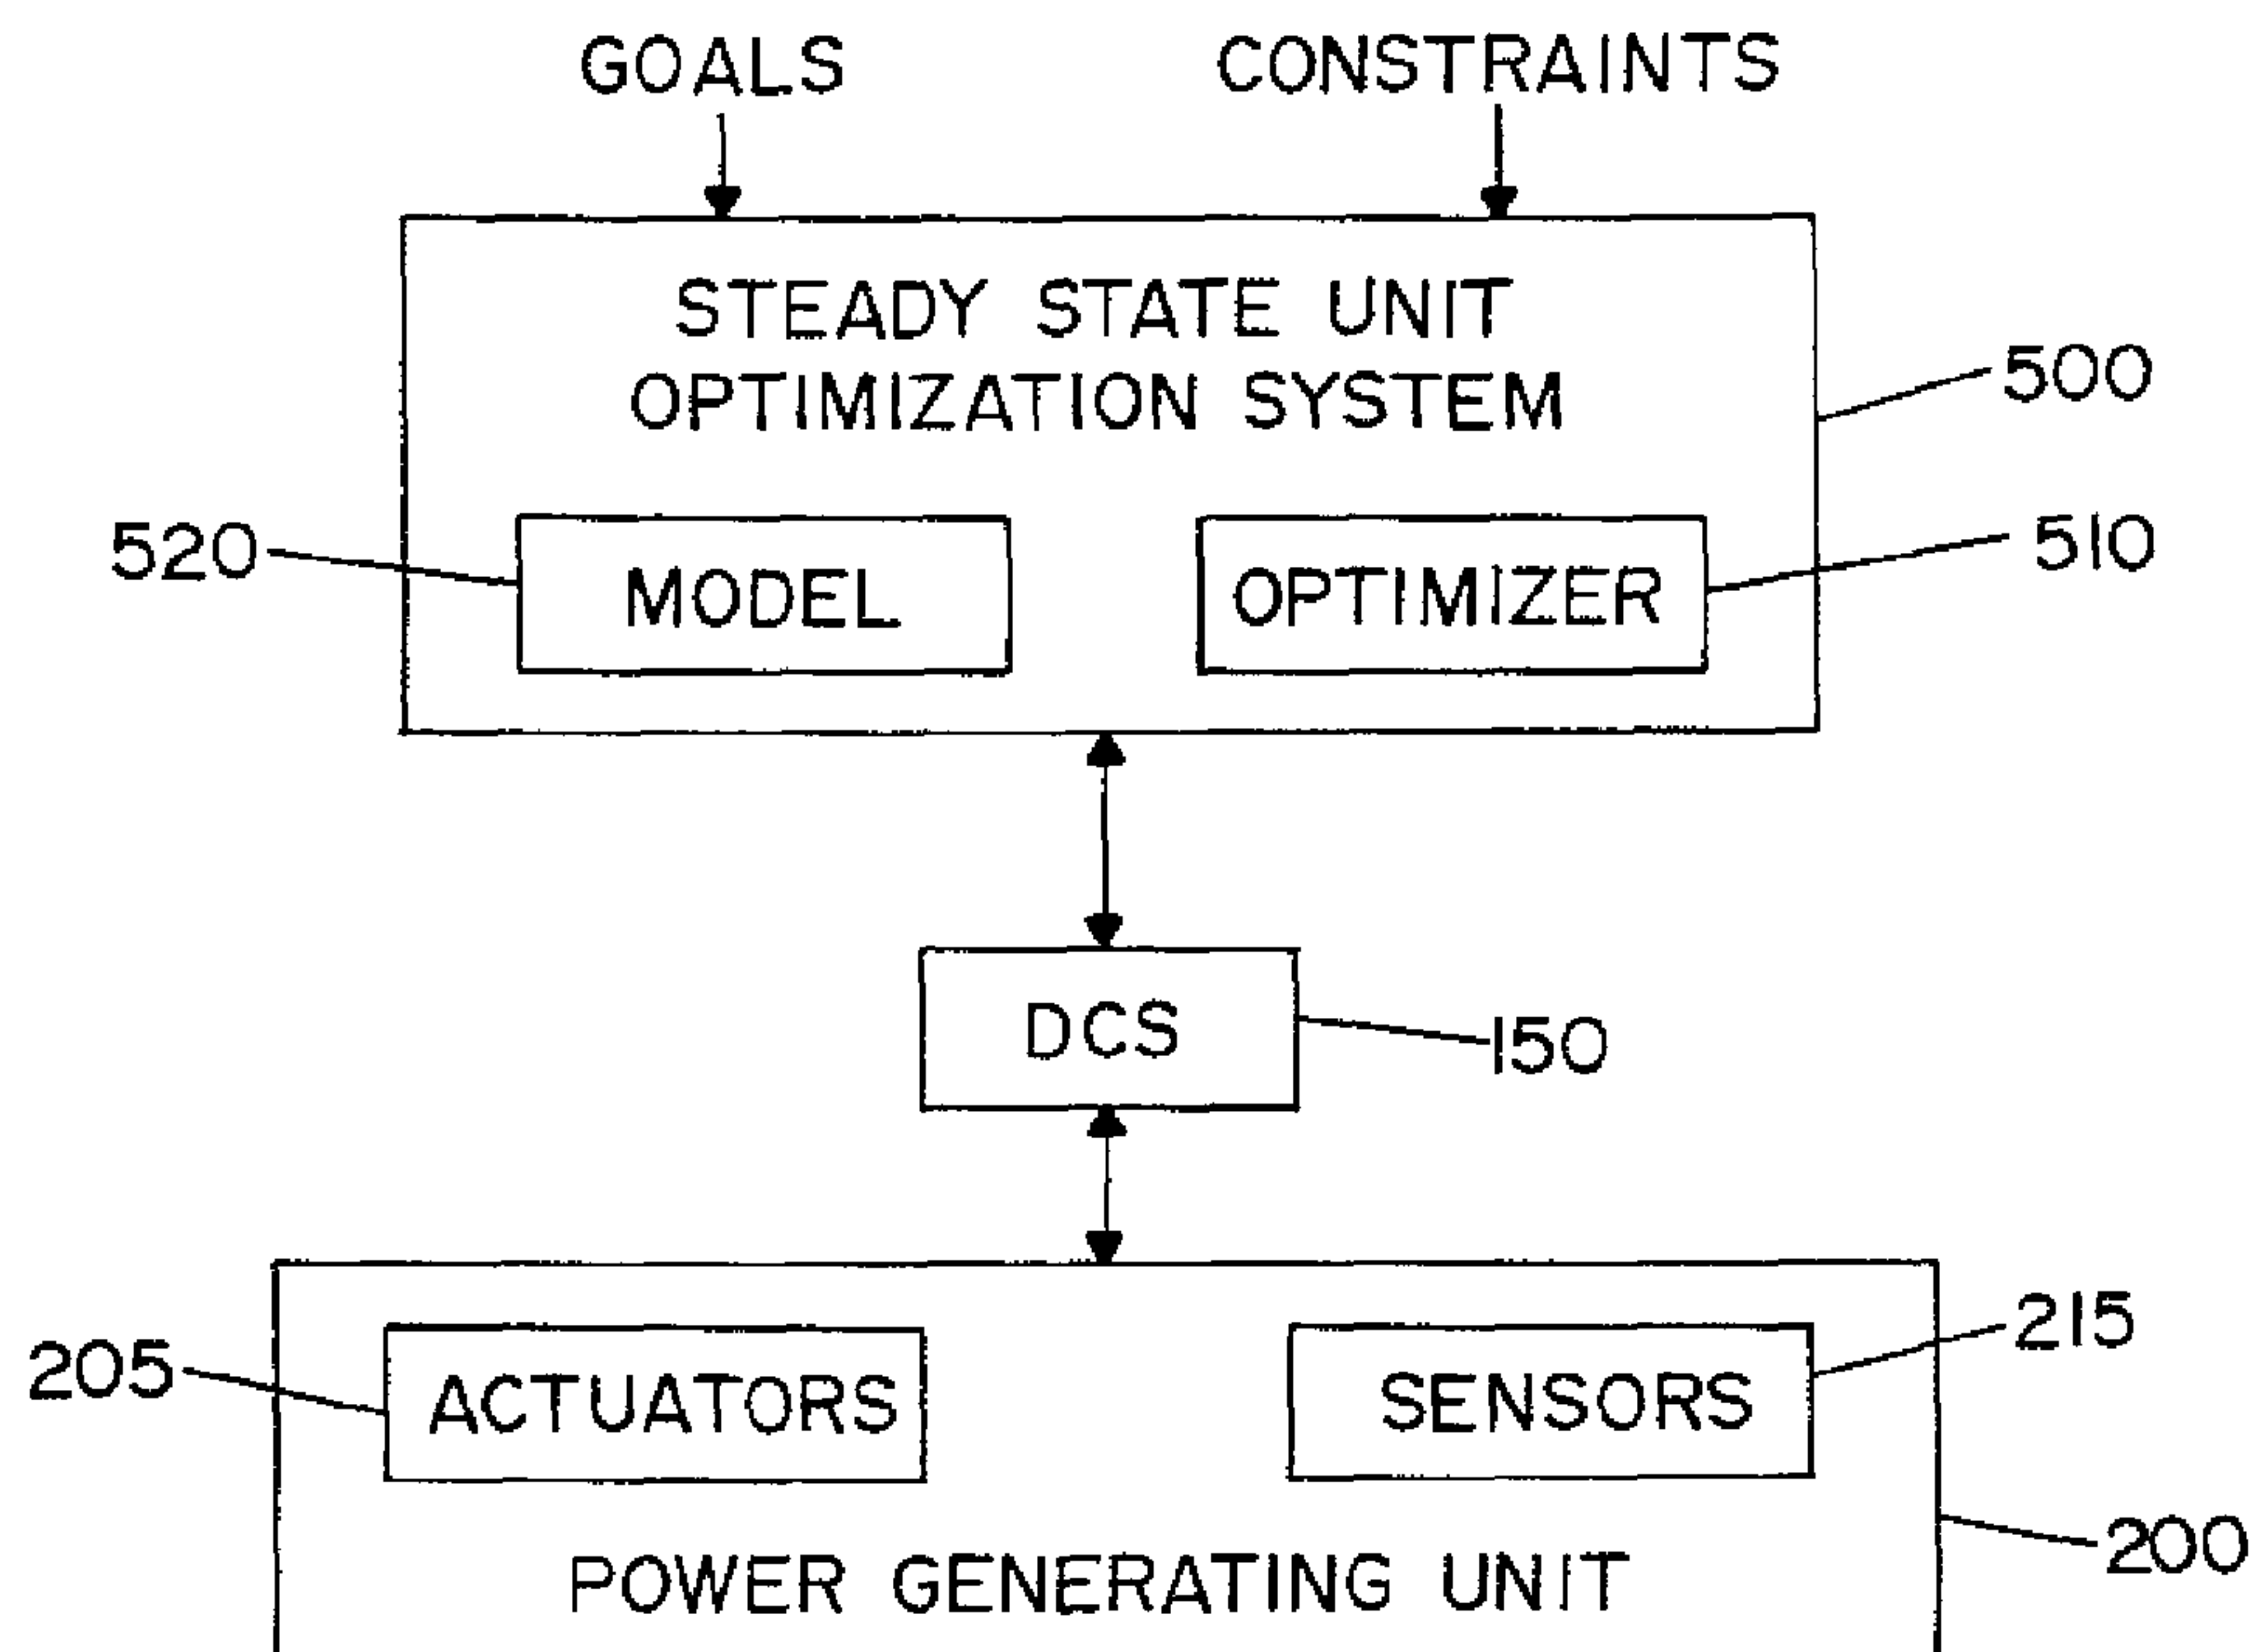 GOALS
CONSTRAINTS
STEADY STATE UNIT
OPTIMIZATION SYSTEM
500
520
MODEL
OPTIMIZER
510
DCS
150
205
ACTUATORS
SENSORS
215
POWER GENERATING UNIT
200